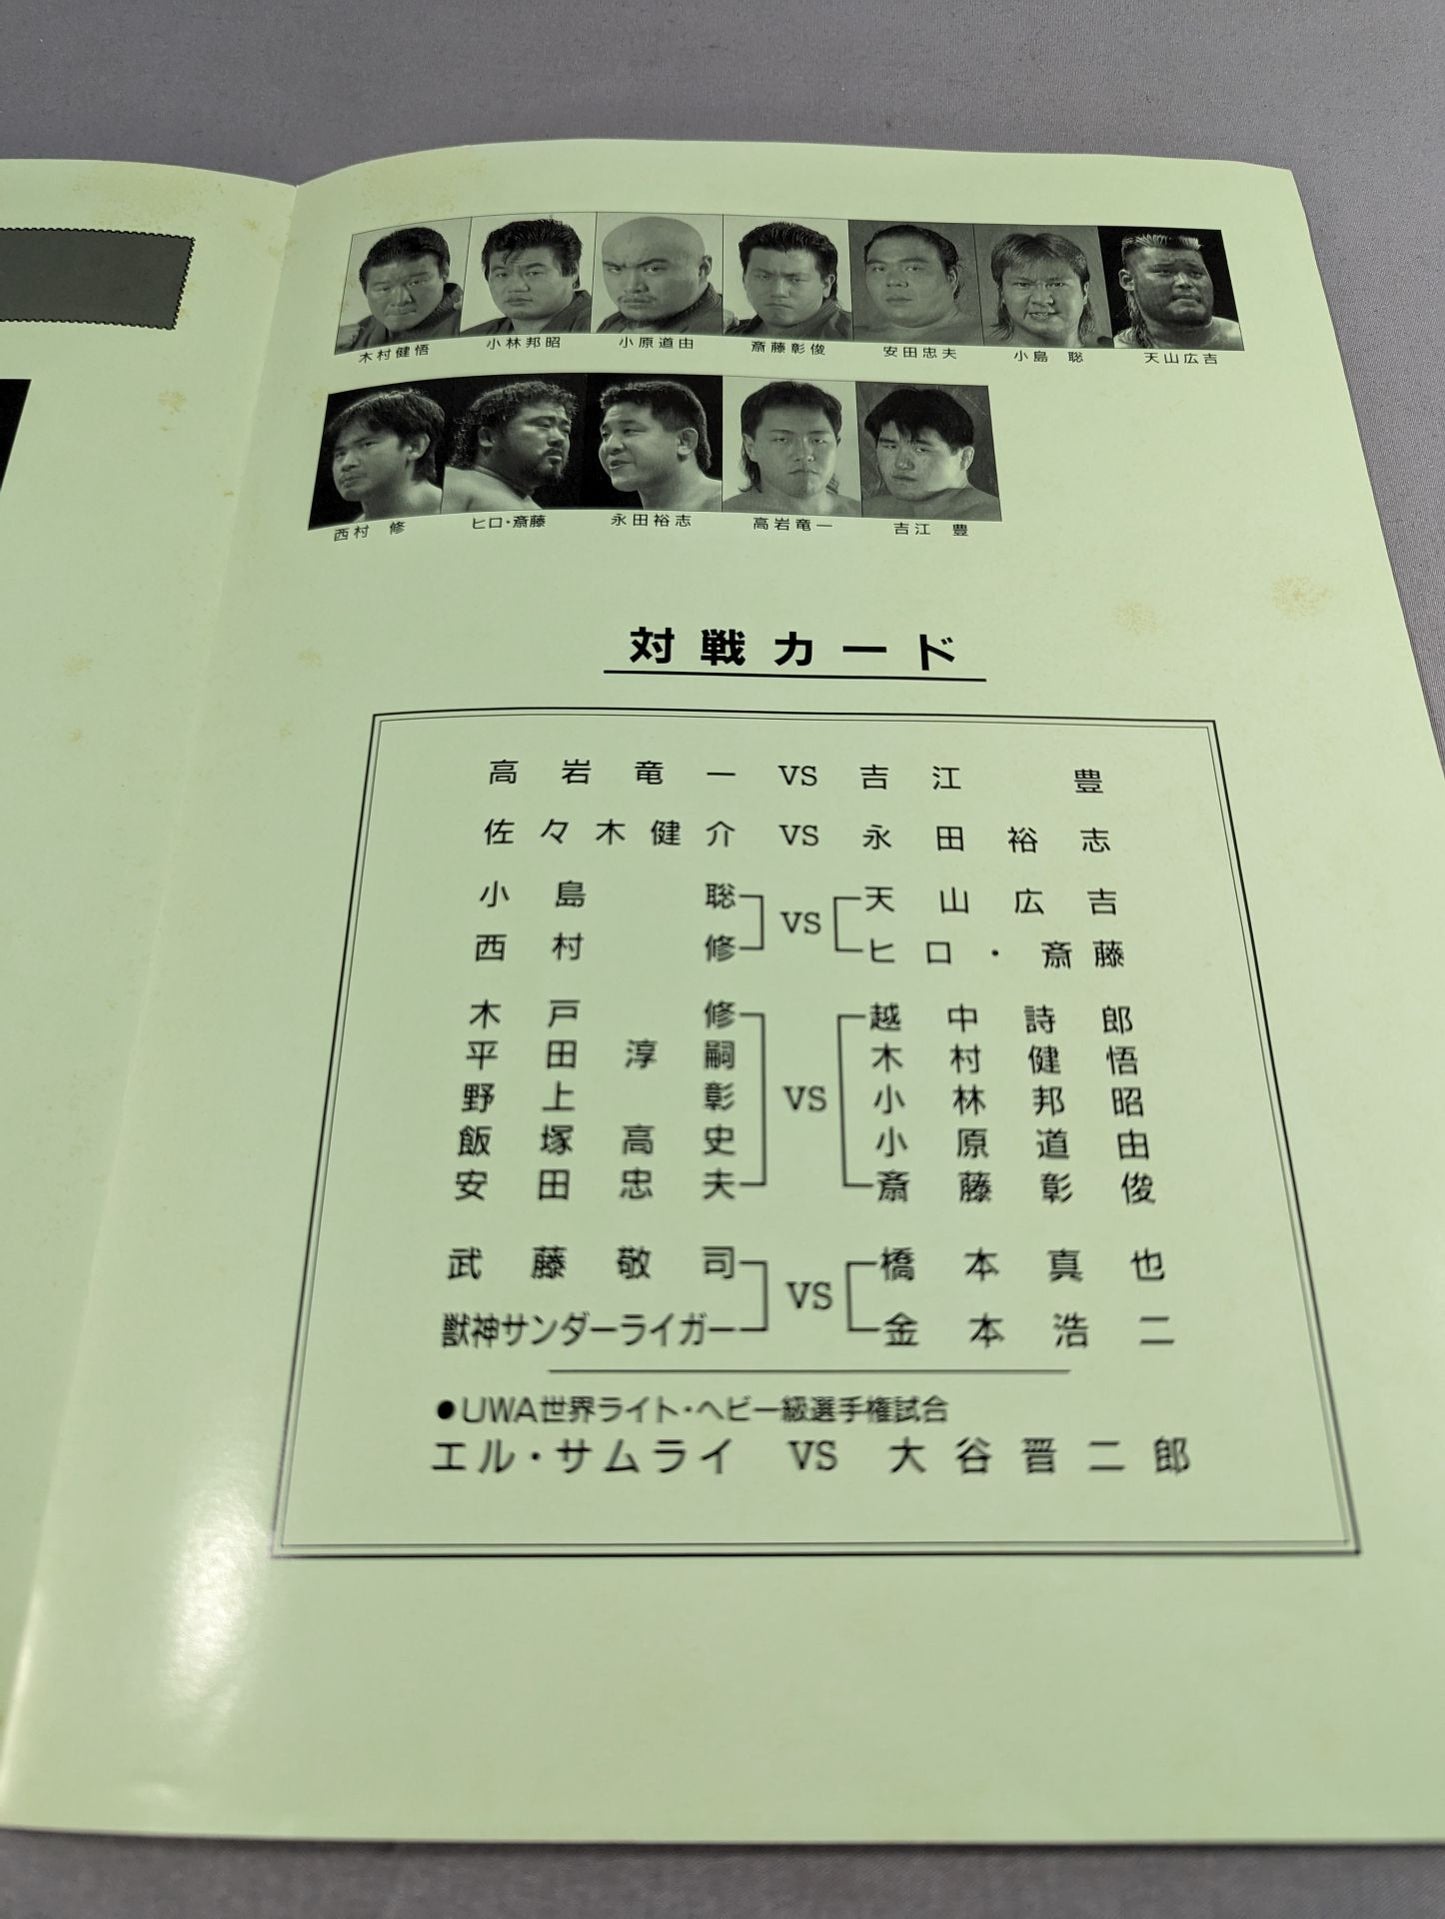 木村健悟 小林邦昭 小原道由 斎藤彰俊 安田忠夫 小島 聡 天山広吉
西村 修 ヒロ・斎藤 永田裕志 高岩竜一 吉江 豊
対戦カード
高岩竜一 VS 吉江 豊
佐々木健介 VS 永田裕志
小島 聡 天山広吉
VS
西村 修 ヒロ・斎藤
木戸 修 越中詩郎
平田淳嗣 木村健悟
野上 彰 VS 小林邦昭
飯塚高史 小原道由
安田忠夫 斎藤彰俊
武藤敬司 橋本真也
VS
獣神サンダーライガー 金本浩二
●UWA世界ライト・ヘビー級選手権試合
エル・サムライ VS 大谷晋二郎